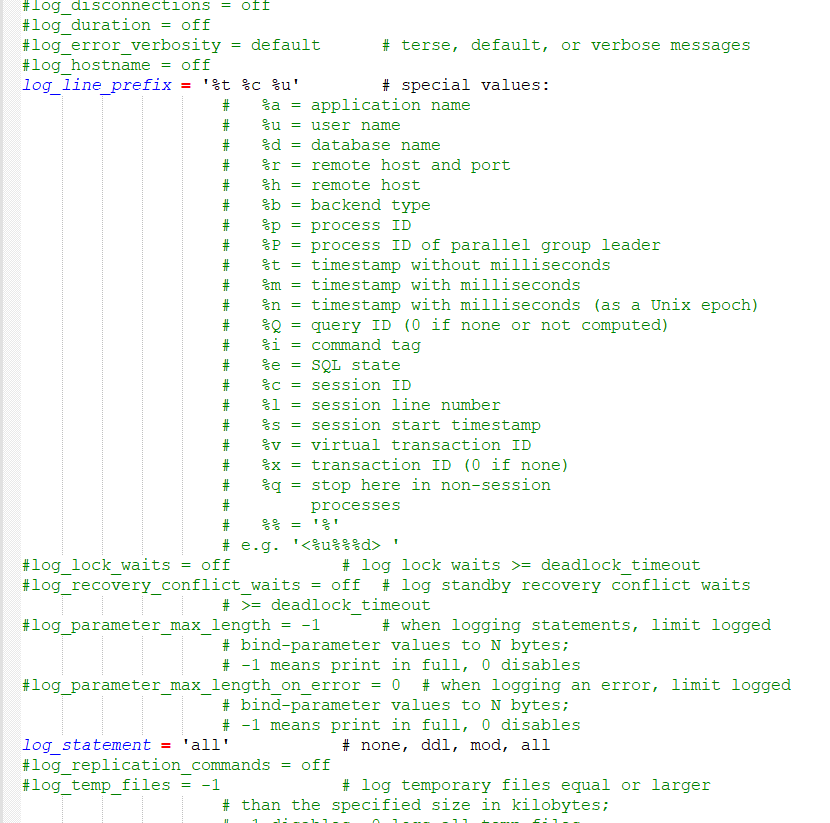 #log_disconnections = off
#log_duration = off
#log_error_verbosity = default # terse, default, or verbose messages
#log_hostname = off
log_line_prefix = '%t %c %u' # special values:
# %a = application name
# %u = user name
# %d = database name
# %r = remote host and port
# %h = remote host
# %b = backend type
# %p = process ID
# %P = process ID of parallel group leader
# %t = timestamp without milliseconds
# %m = timestamp with milliseconds
# %n = timestamp with milliseconds (as a Unix epoch)
# %Q = query ID (0 if none or not computed)
# %i = command tag
# %e = SQL state
# %c = session ID
# %l = session line number
# %s = session start timestamp
# %v = virtual transaction ID
# %x = transaction ID (0 if none)
# %q = stop here in non-session
# processes
# %% = '%'
# e.g. '<%u%%%d> '
#log_lock_waits = off # log lock waits >= deadlock_timeout
#log_recovery_conflict_waits = off # log standby recovery conflict waits
# >= deadlock_timeout
#log_parameter_max_length = -1 # when logging statements, limit logged
# bind-parameter values to N bytes;
# -1 means print in full, 0 disables
#log_parameter_max_length_on_error = 0 # when logging an error, limit logged
# bind-parameter values to N bytes;
# -1 means print in full, 0 disables
log_statement = 'all' # none, ddl, mod, all
#log_replication_commands = off
#log_temp_files = -1 # log temporary files equal or larger
# than the specified size in kilobytes;
# -1 disables, 0 logs all temp files